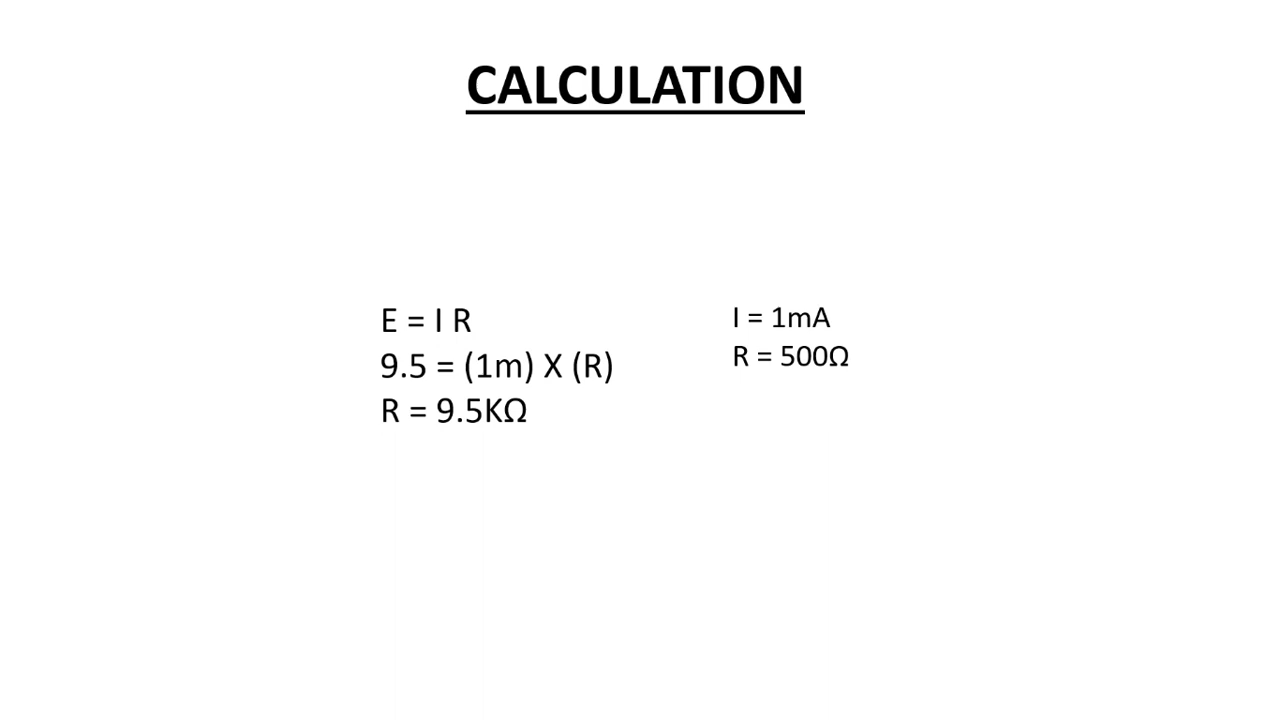 CALCULATION
E = I R
9.5 = (1m) X (R)
R = 9.5KΩ
I = 1mA
R = 500Ω